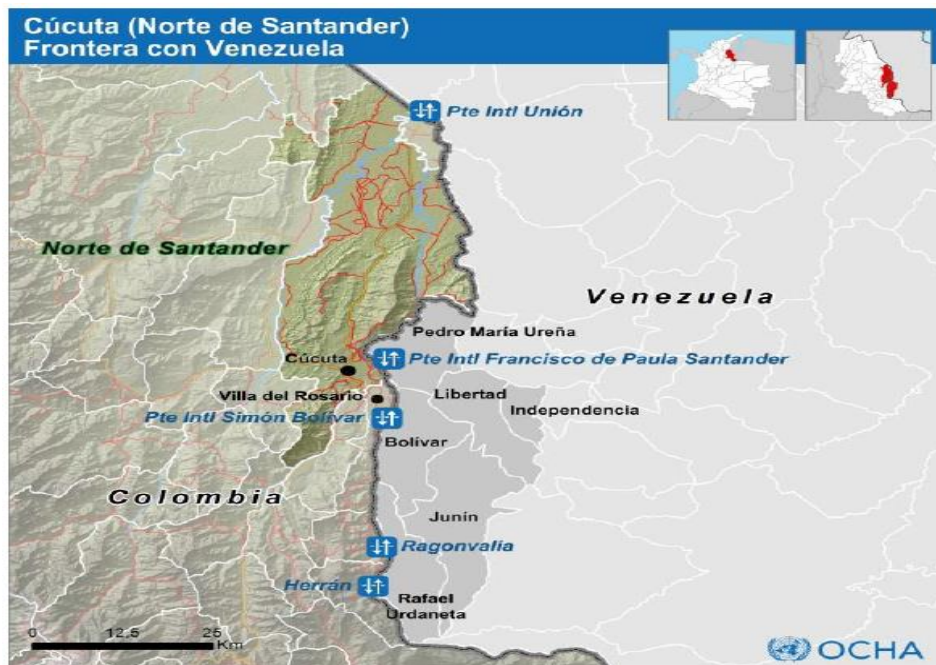 Cúcuta (Norte de Santander)
Frontera con Venezuela
Pte Intl Unión
Norte de Santander
Venezuela
Pedro María Ureña
Cúcuta
Pte Intl Francisco de Paula Santander
Villa del Rosario
Libertad
Independencia
Pte Intl Simón Bolívar
Bolívar
Colombia
Junín
Ragonvalia
Herrán
Rafael
Urdaneta
0 12,5 25
Km
OCHA